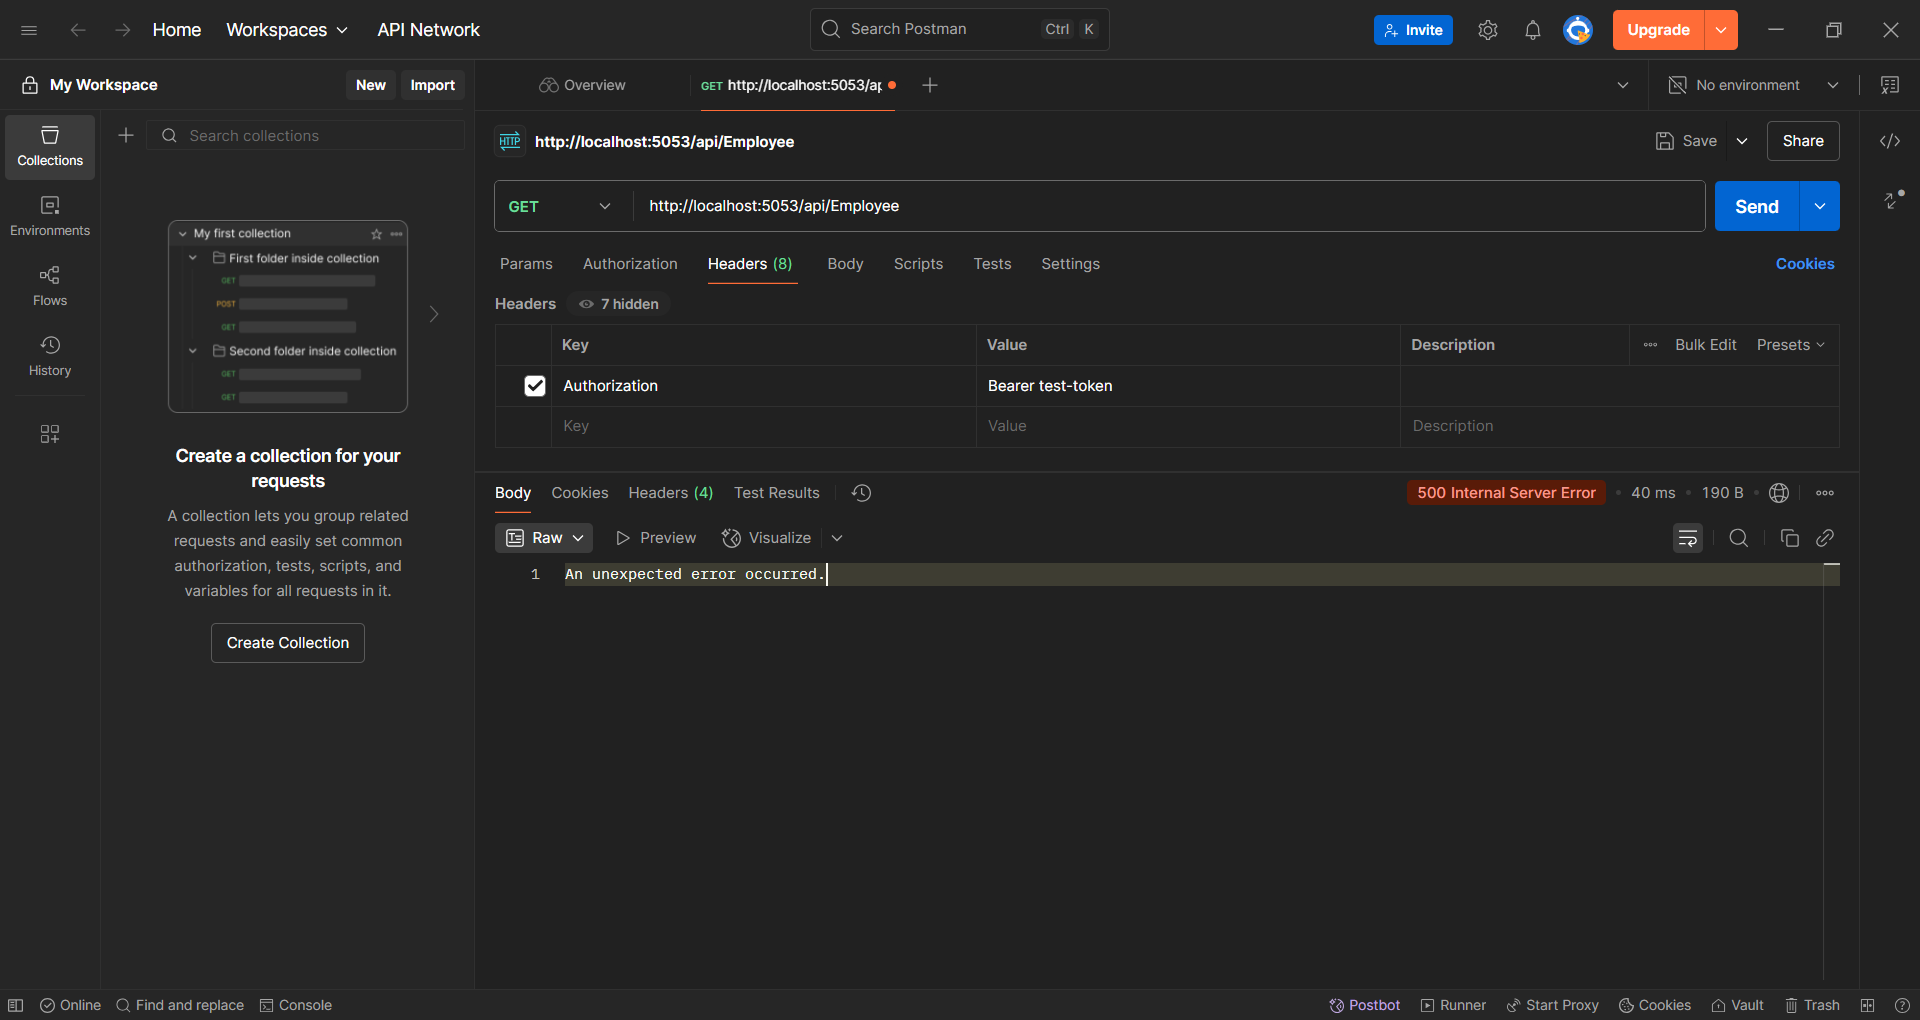 Home Workspaces API Network
Search Postman Ctrl K
Invite Upgrade
My Workspace New Import
Overview GET http://localhost:5053/ap No environment
Collections
Environments
Flows
History
Search collections
My first collection
First folder inside collection
GET
POST
GET
Second folder inside collection
GET
GET
Create a collection for your
requests
A collection lets you group related
requests and easily set common
authorization, tests, scripts, and
variables for all requests in it.
Create Collection
HTTP http://localhost:5053/api/Employee Save Share
GET http://localhost:5053/api/Employee Send
Params Authorization Headers (8) Body Scripts Tests Settings Cookies
Headers 7 hidden
Key Value Description Bulk Edit Presets
Authorization Bearer test-token
Key Value Description
Body Cookies Headers (4) Test Results 500 Internal Server Error • 40 ms • 190 B •
Raw Preview Visualize
1 An unexpected error occurred.
Online Find and replace Console Postbot Runner Start Proxy Cookies Vault Trash